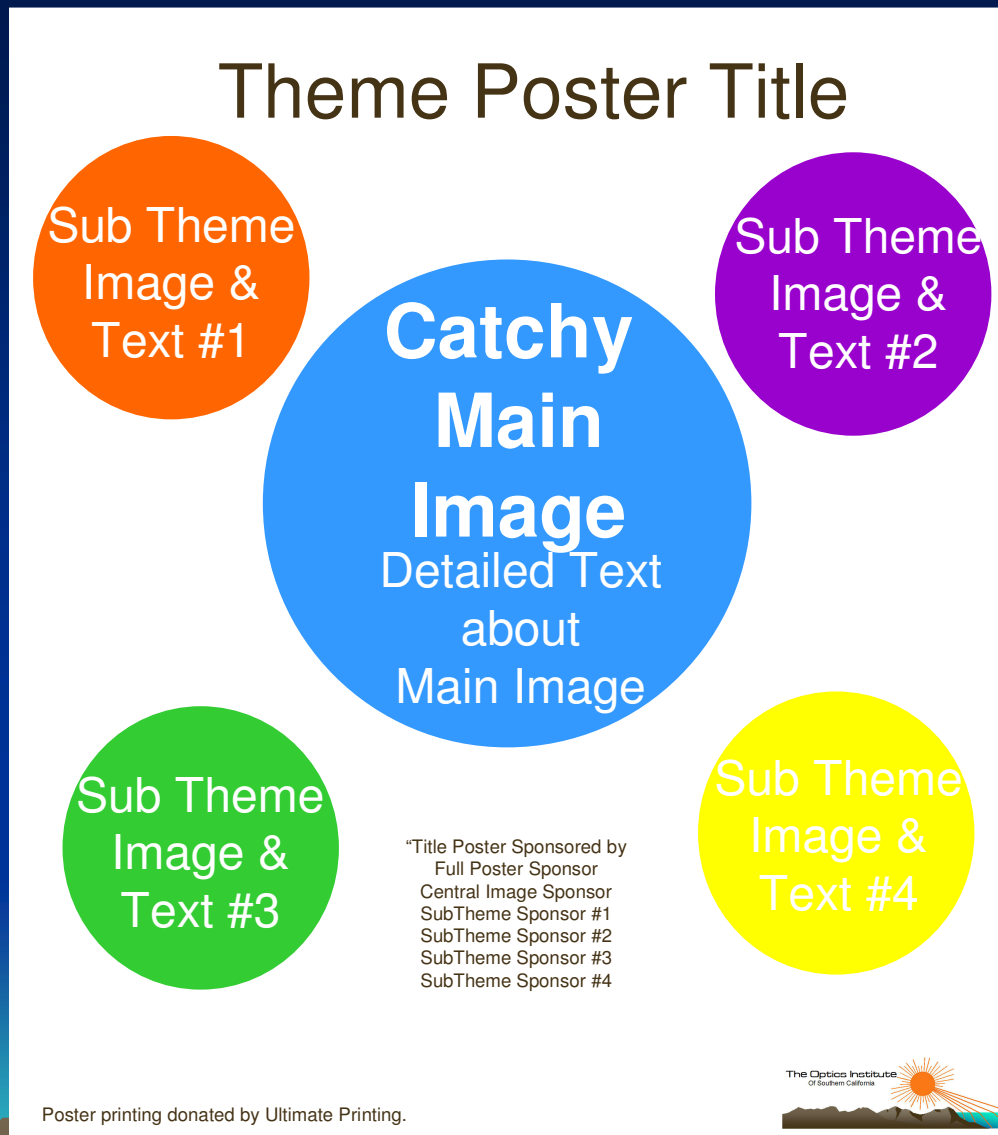 Theme Poster Title
Sub Theme
Image &
Text #1
Sub Theme
Image &
Text #2
Catchy
Main
Image
Detailed Text
about
Main Image
Sub Theme
Image &
Text #3
Sub Theme
Image &
Text #4
“Title Poster Sponsored by
Full Poster Sponsor
Central Image Sponsor
SubTheme Sponsor #1
SubTheme Sponsor #2
SubTheme Sponsor #3
SubTheme Sponsor #4
The Optics Institute
Of Southern California
Poster printing donated by Ultimate Printing.